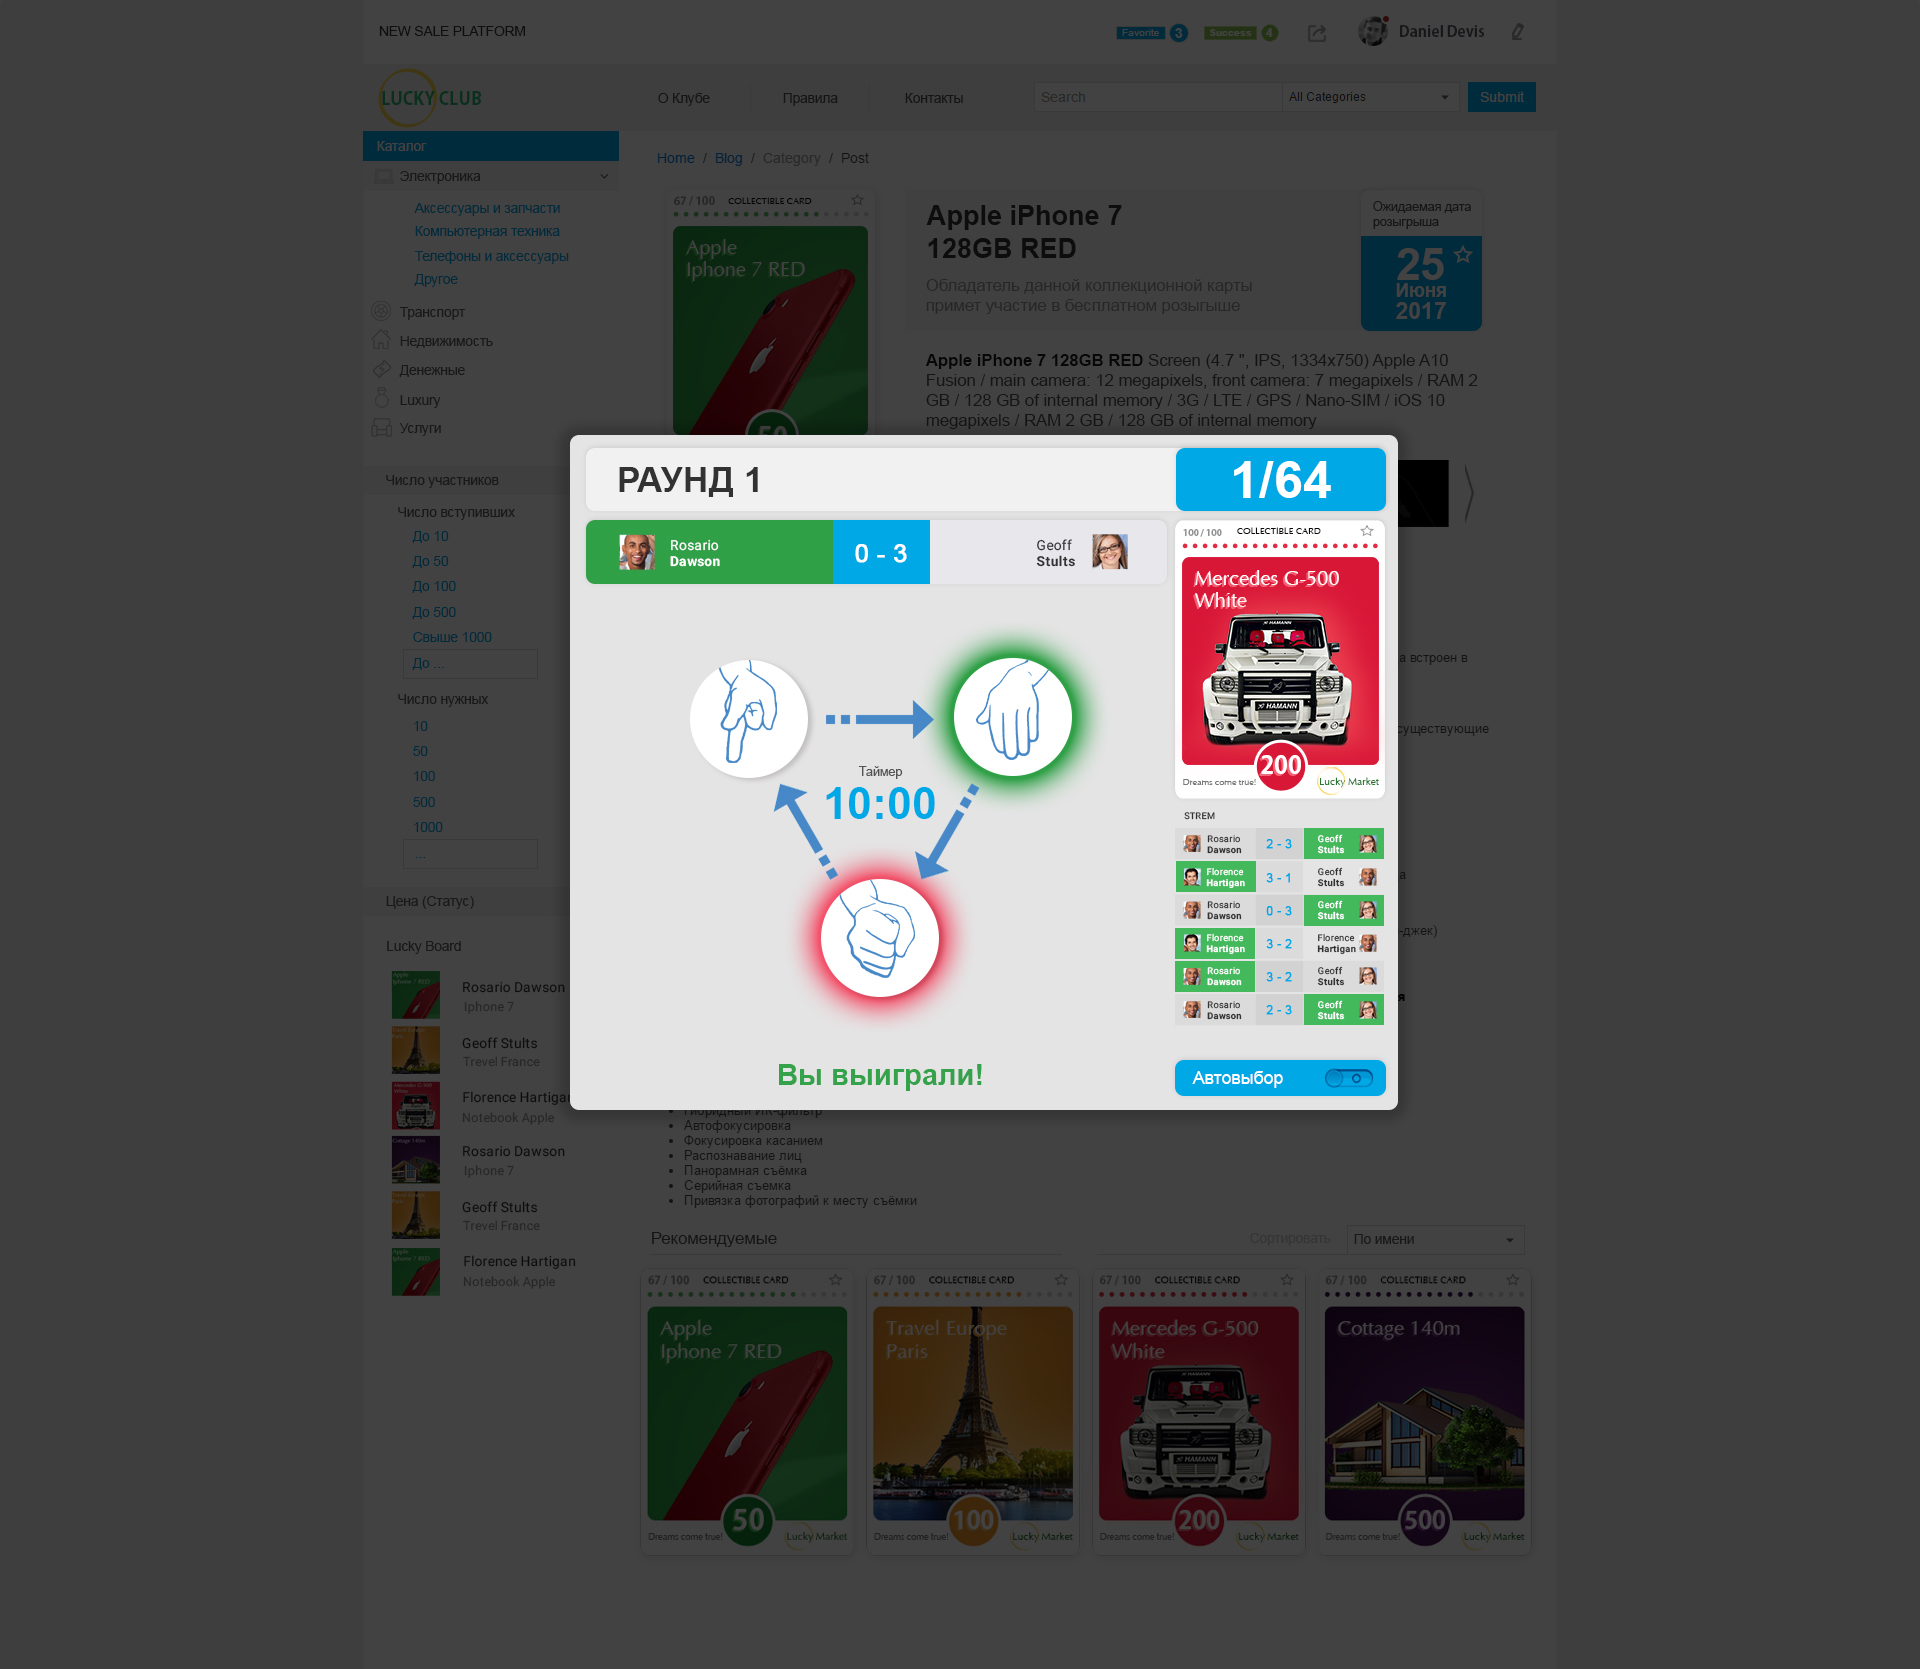 NEW SALE PLATFORM
Favorite 3
Success 4
Daniel Devis
LUCKY CLUB
О Клубе
Правила
Контакты
Search
All Categories
Submit
Каталог
Электроника
Аксессуары и запчасти
Компьютерная техника
Телефоны и аксессуары
Другое
Транспорт
Недвижимость
Денежные
Luxury
Услуги
Число участников
Число вступивших
До 10
До 50
До 100
До 500
Свыше 1000
До ...
Число нужных
10
50
100
500
1000
...
Цена (Статус)
Lucky Board
Rosario Dawson
Iphone 7
Geoff Stults
Trevel France
Florence Hartigan
Notebook Apple
Rosario Dawson
Iphone 7
Geoff Stults
Trevel France
Florence Hartigan
Notebook Apple
Home / Blog / Category / Post
67 / 100 COLLECTIBLE CARD
Apple
Iphone 7 RED
50
Apple iPhone 7
128GB RED
Обладатель данной коллекционной карты
примет участие в бесплатном розыгыше
Ожидаемая дата
розыгрыша
25
Июня
2017
Apple iPhone 7 128GB RED Screen (4.7 ", IPS, 1334x750) Apple A10
Fusion / main camera: 12 megapixels, front camera: 7 megapixels / RAM 2
GB / 128 GB of internal memory / 3G / LTE / GPS / Nano-SIM / iOS 10
megapixels / RAM 2 GB / 128 GB of internal memory
РАУНД 1
1/64
Rosario
Dawson
0 - 3
Geoff
Stults
Таймер
10:00
Вы выиграли!
100 / 100 COLLECTIBLE CARD
Mercedes G-500
White
HAMANN
HAMANN
200
Dreams come true!
Lucky Market
STREM
Rosario
Dawson
2 - 3
Geoff
Stults
Florence
Hartigan
3 - 1
Geoff
Stults
Rosario
Dawson
0 - 3
Geoff
Stults
Florence
Hartigan
3 - 2
Florence
Hartigan
Rosario
Dawson
3 - 2
Geoff
Stults
Rosario
Dawson
2 - 3
Geoff
Stults
Автовыбор
а встроен в
существующие
а
-джек)
я
Гибридный ИК-фильтр
Автофокусировка
Фокусировка касанием
Распознавание лиц
Панорамная съёмка
Серийная съемка
Привязка фотографий к месту съёмки
Рекомендуемые
Сортировать
По имени
67 / 100 COLLECTIBLE CARD
Apple
Iphone 7 RED
50
Dreams come true!
Lucky Market
67 / 100 COLLECTIBLE CARD
Travel Europe
Paris
100
Dreams come true!
Lucky Market
67 / 100 COLLECTIBLE CARD
Mercedes G-500
White
HAMANN
200
Dreams come true!
Lucky Market
67 / 100 COLLECTIBLE CARD
Cottage 140m
500
Dreams come true!
Lucky Market